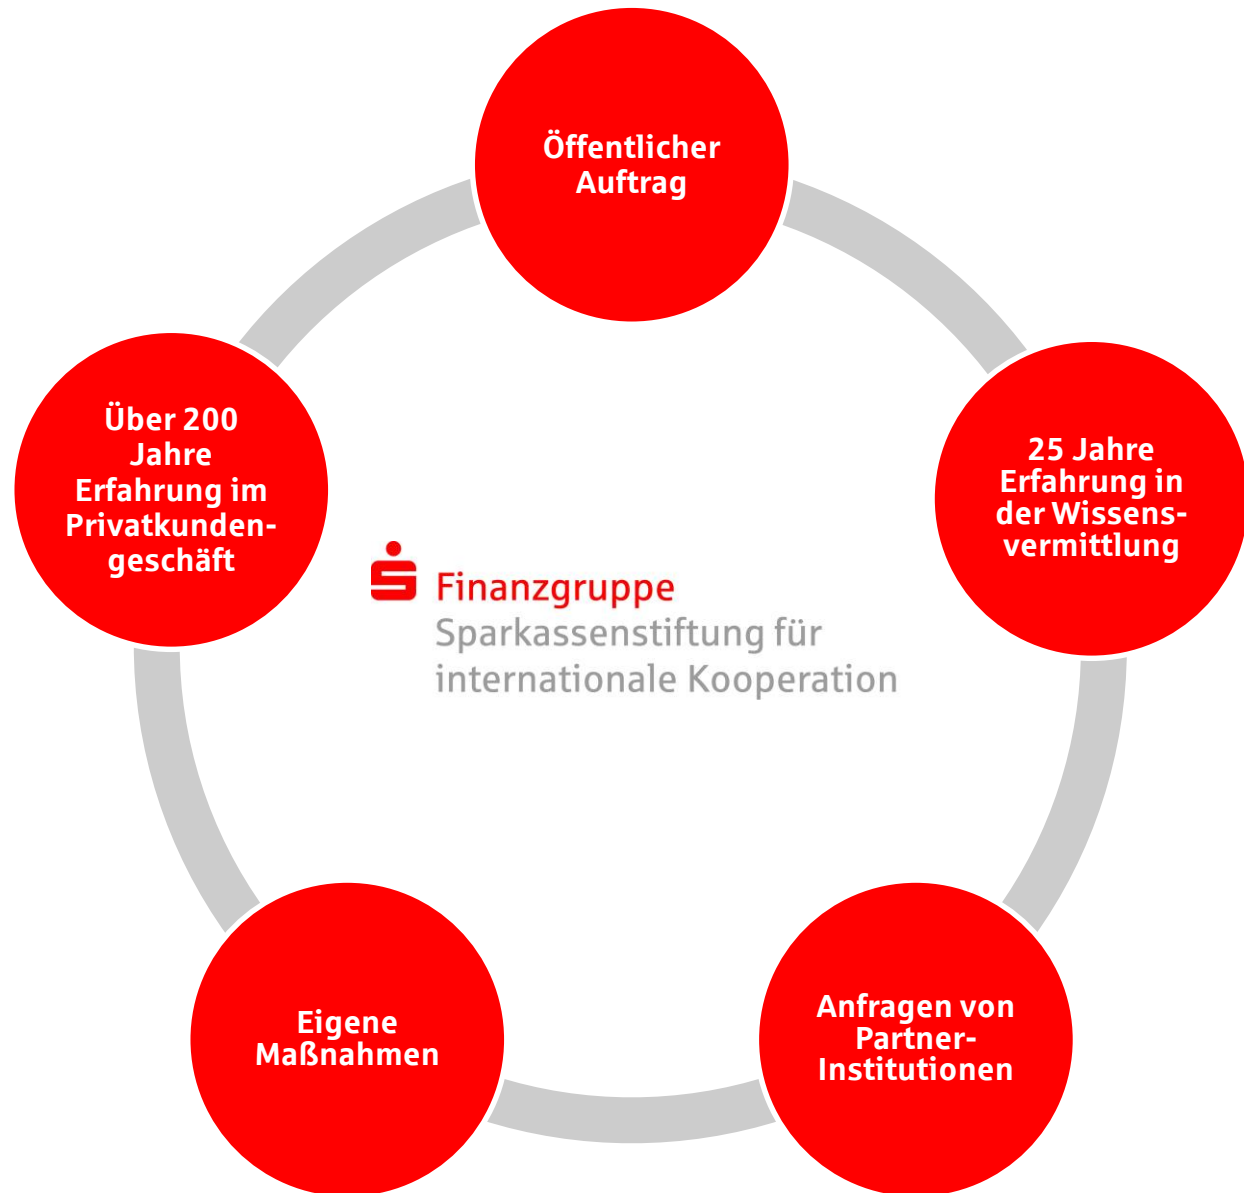 Öffentlicher
Auftrag
25 Jahre
Erfahrung in
der Wissens-
vermittlung
Anfragen von
Partner-
Institutionen
Eigene
Maßnahmen
Über 200
Jahre
Erfahrung im
Privatkunden-
geschäft
Finanzgruppe
Sparkassenstiftung für
internationale Kooperation